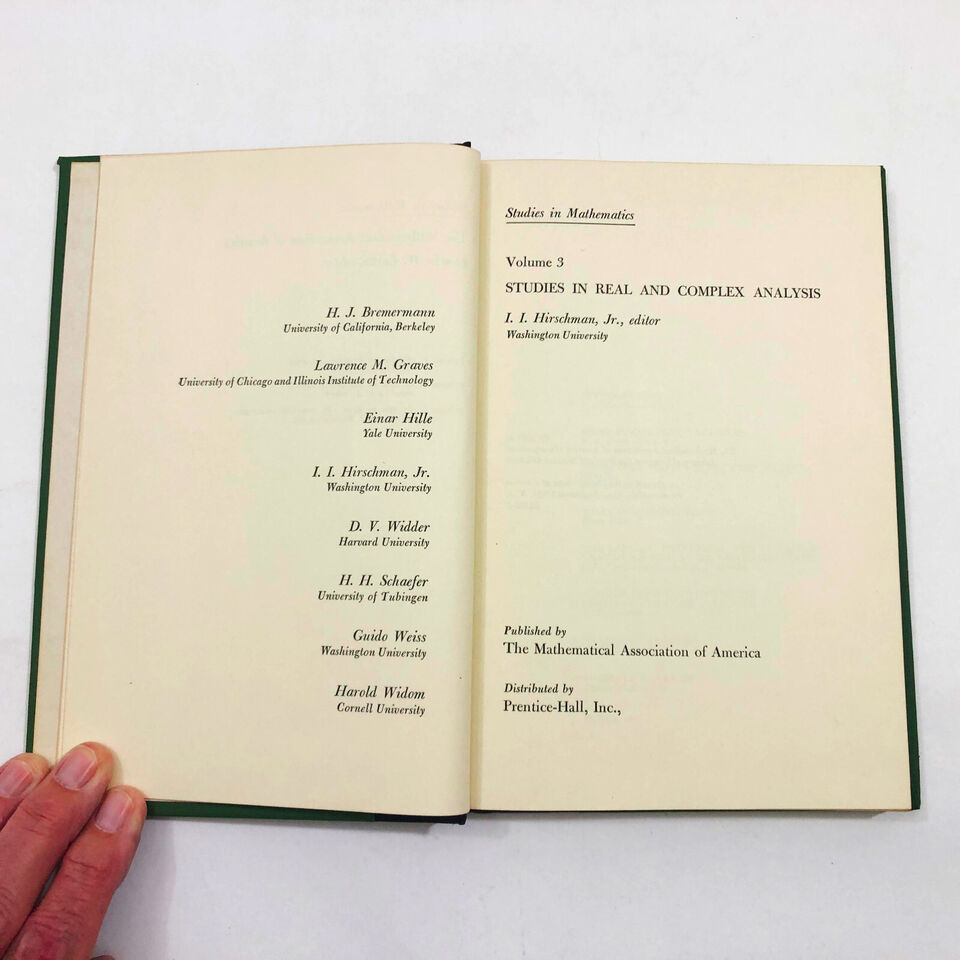 H. J. Bremermann
University of California, Berkeley
Lawrence M. Graves
University of Chicago and Illinois Institute of Technology
Einar Hille
Yale University
I. I. Hirschman, Jr.
Washington University
D. V. Widder
Harvard University
H. H. Schaefer
University of Tubingen
Guido Weiss
Washington University
Harold Widom
Cornell University
Studies in Mathematics
Volume 3
STUDIES IN REAL AND COMPLEX ANALYSIS
I. I. Hirschman, Jr., editor
Washington University
Published by
The Mathematical Association of America
Distributed by
Prentice-Hall, Inc.,